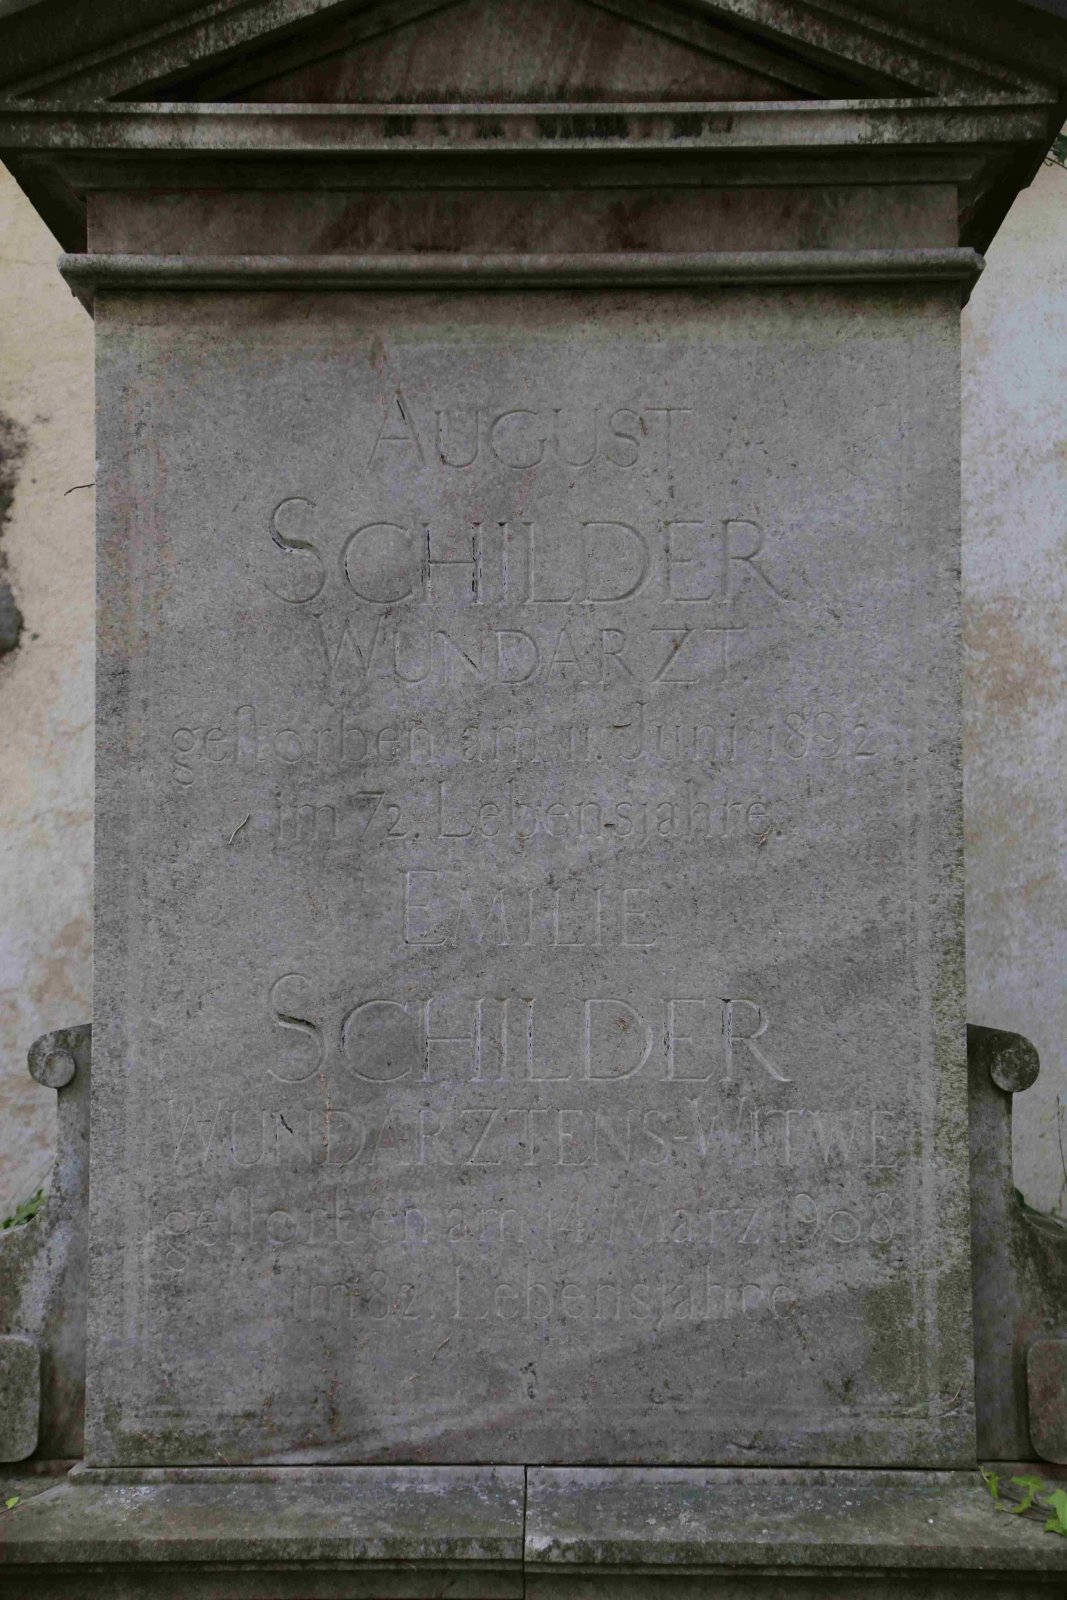 AUGUST
SCHILDER
WUNDARZT.
geſtorben am 11. Juni 1892
im 72. Lebensjahre.
EMILIE
SCHILDER
WUNDARZTENS-WITWE
geſtorben am 14. März 1908
im 82. Lebensjahre.